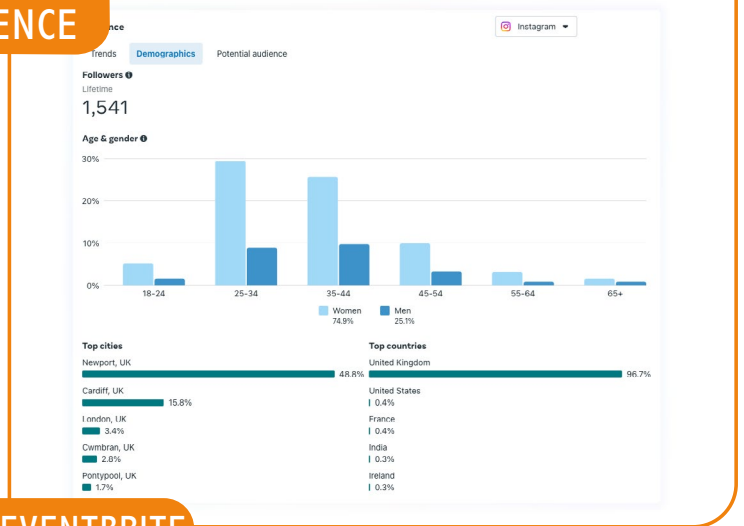 ENCE
nce
Instagram
Trends Demographics Potential audience
Followers
Lifetime
1,541
Age & gender
30%
20%
10%
0%
18-24 25-34 35-44 45-54 55-64 65+
Women Men
74.9% 25.1%
Top cities
Newport, UK
48.8%
Cardiff, UK
15.8%
London, UK
3.4%
Cwmbran, UK
2.8%
Pontypool, UK
1.7%
Top countries
United Kingdom
96.7%
United States
0.4%
France
0.4%
India
0.3%
Ireland
0.3%
EVENTBRITE